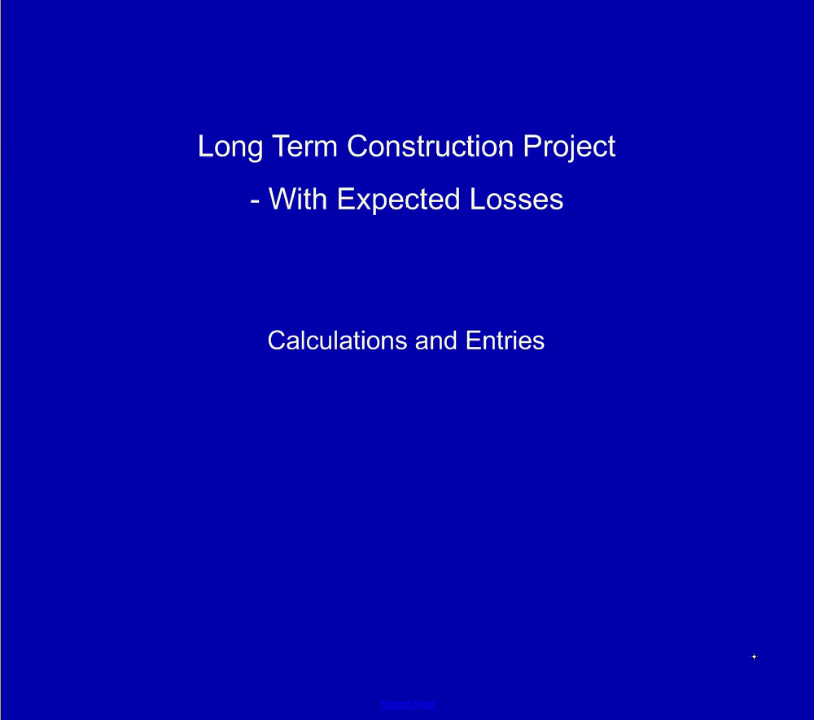 Long Term Construction Project
- With Expected Losses
Calculations and Entries